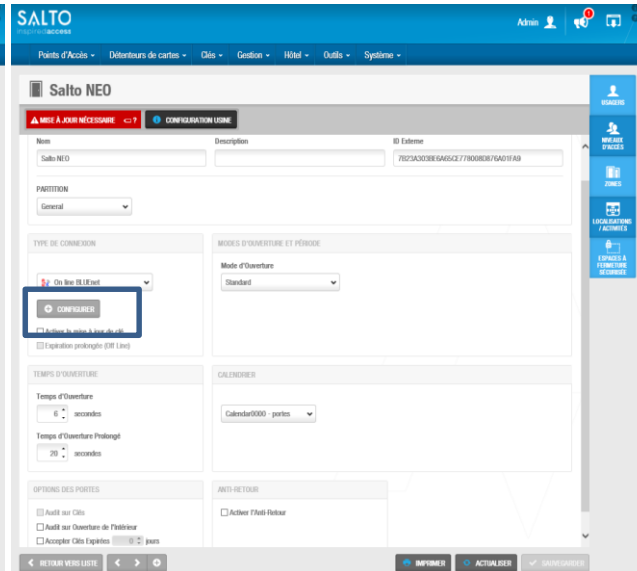 SALTO
inspiredaccess
Admin
1
Points d'Accès
Détenteurs de cartes
Clés
Gestion
Hôtel
Outils
Système
Salto NEO
MISE À JOUR NÉCESSAIRE
CONFIGURATION USINE
Nom
Description
ID Externe
Salto NEO
7B23A303BE6A65CE778008D876A01FA9
PARTITION
General
TYPE DE CONNEXION
MODES D'OUVERTURE ET PÉRIODE
On line BLUEnet
Mode d'Ouverture
Standard
CONFIGURER
Activer la mise à jour de clé
Expiration prolongée (Off Line)
TEMPS D'OUVERTURE
CALENDRIER
Temps d'Ouverture
6 secondes
Calendar0000 - portes
Temps d'Ouverture Prolongé
20 secondes
OPTIONS DES PORTES
ANTI-RETOUR
Audit sur Clés
Activer l'Anti-Retour
Audit sur Ouverture de l'Intérieur
Accepter Clés Expirées 0 jours
RETOUR VERS LISTE
IMPRIMER
ACTUALISER
SAUVEGARDER
USAGERS
NIVEAUX D'ACCÈS
ZONES
LOCALISATIONS / ACTIVITÉS
ESPACES À FERMETURE SÉCURISÉE